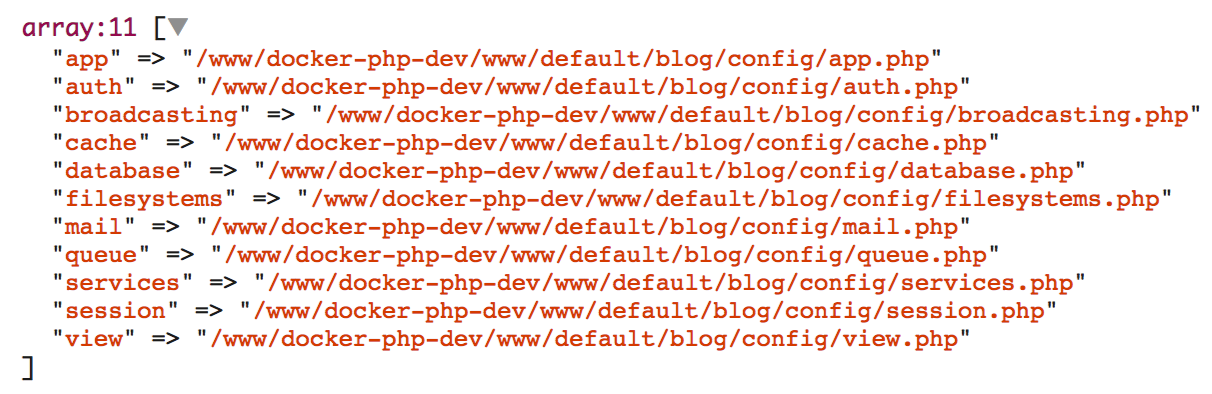 array:11 [▼
"app" => "/www/docker-php-dev/www/default/blog/config/app.php"
"auth" => "/www/docker-php-dev/www/default/blog/config/auth.php"
"broadcasting" => "/www/docker-php-dev/www/default/blog/config/broadcasting.php"
"cache" => "/www/docker-php-dev/www/default/blog/config/cache.php"
"database" => "/www/docker-php-dev/www/default/blog/config/database.php"
"filesystems" => "/www/docker-php-dev/www/default/blog/config/filesystems.php"
"mail" => "/www/docker-php-dev/www/default/blog/config/mail.php"
"queue" => "/www/docker-php-dev/www/default/blog/config/queue.php"
"services" => "/www/docker-php-dev/www/default/blog/config/services.php"
"session" => "/www/docker-php-dev/www/default/blog/config/session.php"
"view" => "/www/docker-php-dev/www/default/blog/config/view.php"
]